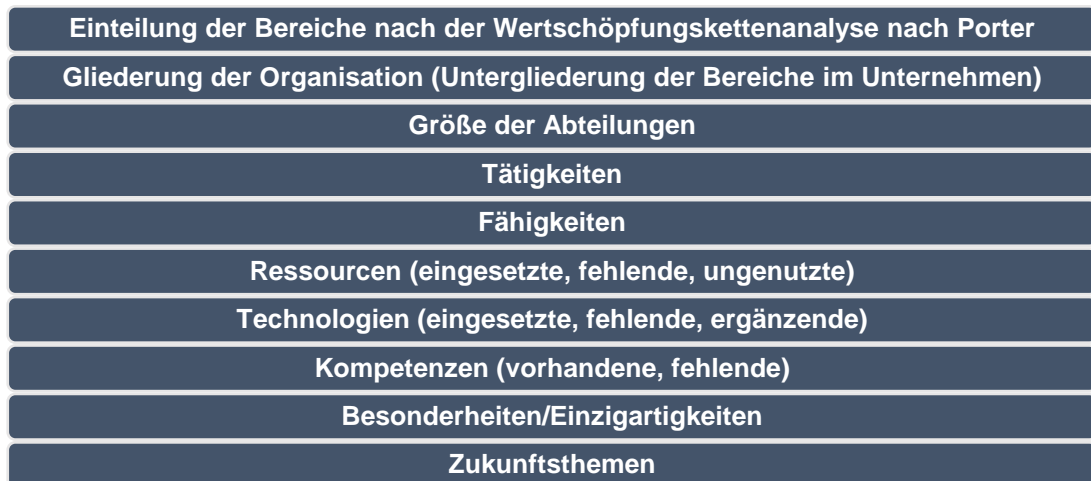 Einteilung der Bereiche nach der Wertschöpfungskettenanalyse nach Porter
Gliederung der Organisation (Untergliederung der Bereiche im Unternehmen)
Größe der Abteilungen
Tätigkeiten
Fähigkeiten
Ressourcen (eingesetzte, fehlende, ungenutzte)
Technologien (eingesetzte, fehlende, ergänzende)
Kompetenzen (vorhandene, fehlende)
Besonderheiten/Einzigartigkeiten
Zukunftsthemen